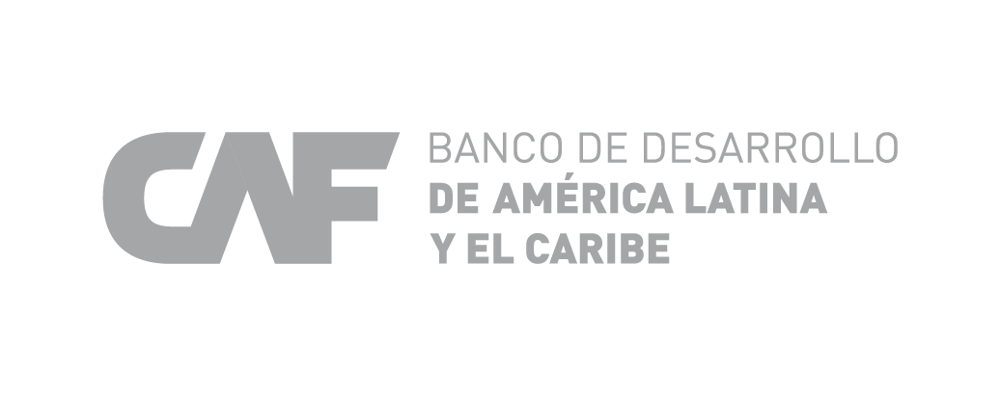 CAF
BANCO DE DESARROLLO
DE AMÉRICA LATINA
Y EL CARIBE